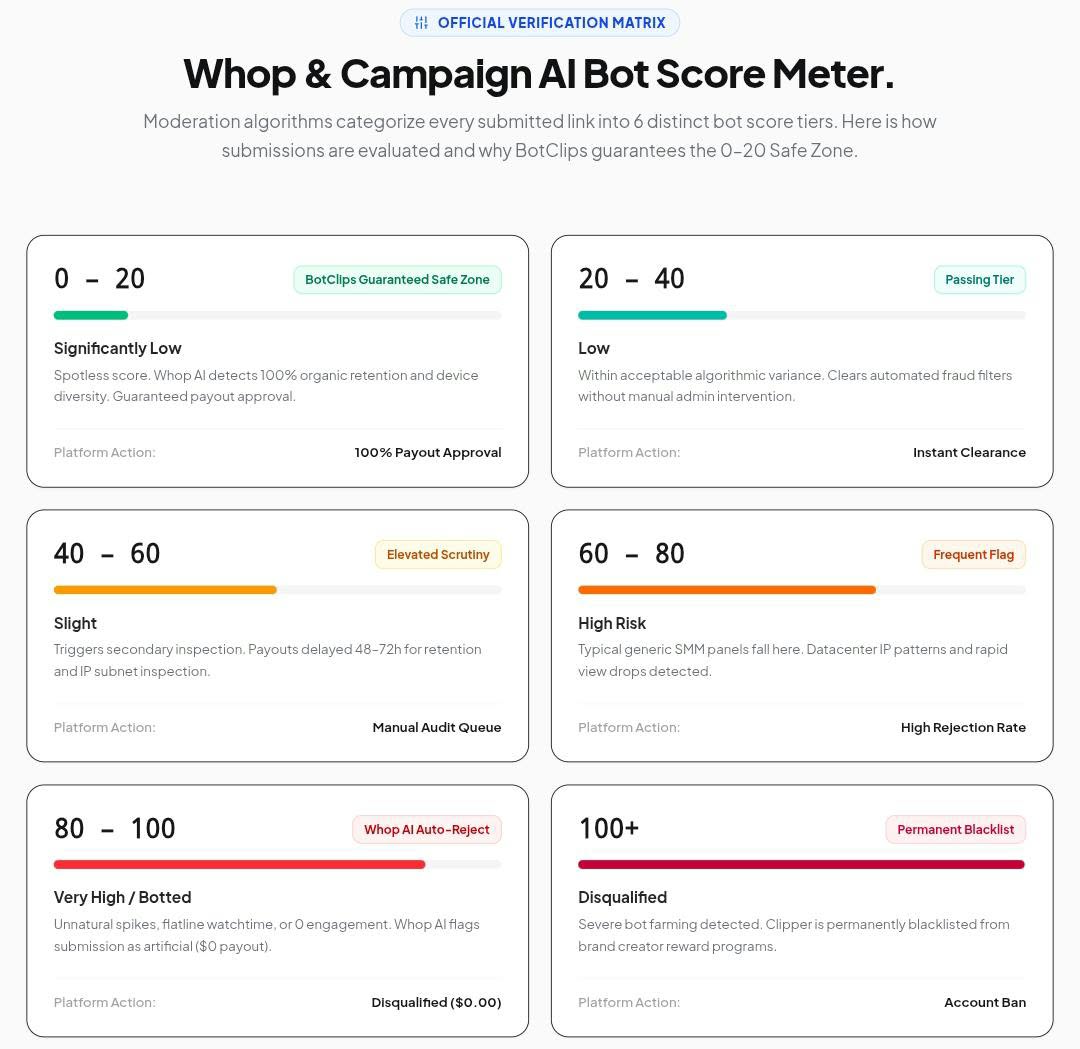 OFFICIAL VERIFICATION MATRIX
Whop & Campaign AI Bot Score Meter.
Moderation algorithms categorize every submitted link into 6 distinct bot score tiers. Here is how
submissions are evaluated and why BotClips guarantees the 0–20 Safe Zone.
0 – 20
BotClips Guaranteed Safe Zone
Significantly Low
Spotless score. Whop AI detects 100% organic retention and device
diversity. Guaranteed payout approval.
Platform Action: 100% Payout Approval
20 – 40
Passing Tier
Low
Within acceptable algorithmic variance. Clears automated fraud filters
without manual admin intervention.
Platform Action: Instant Clearance
40 – 60
Elevated Scrutiny
Slight
Triggers secondary inspection. Payouts delayed 48–72h for retention
and IP subnet inspection.
Platform Action: Manual Audit Queue
60 – 80
Frequent Flag
High Risk
Typical generic SMM panels fall here. Datacenter IP patterns and rapid
view drops detected.
Platform Action: High Rejection Rate
80 – 100
Whop AI Auto-Reject
Very High / Botted
Unnatural spikes, flatline watchtime, or 0 engagement. Whop AI flags
submission as artificial ($0 payout).
Platform Action: Disqualified ($0.00)
100+
Permanent Blacklist
Disqualified
Severe bot farming detected. Clipper is permanently blacklisted from
brand creator reward programs.
Platform Action: Account Ban